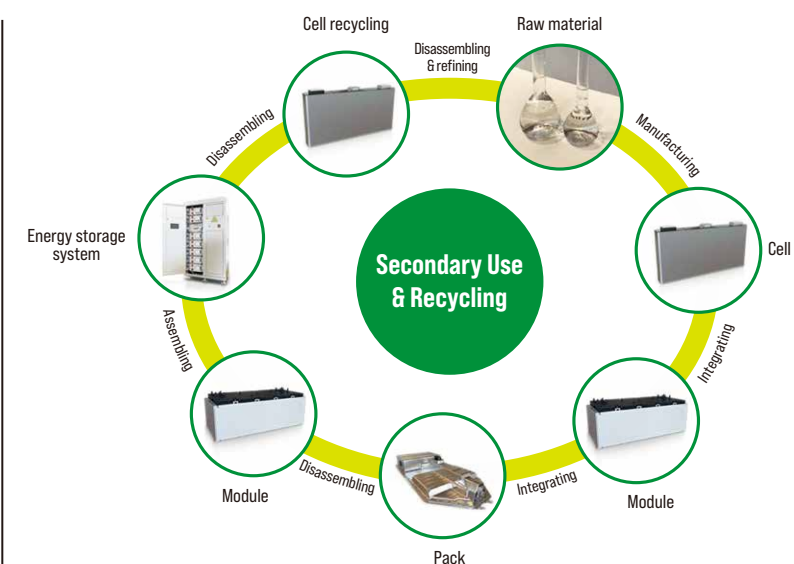 Cell recycling
Disassembling
& refining
Raw material
Manufacturing
Cell
Integrating
Module
Integrating
Pack
Disassembling
Module
Assembling
Energy storage
system
Disassembling
Secondary Use
& Recycling